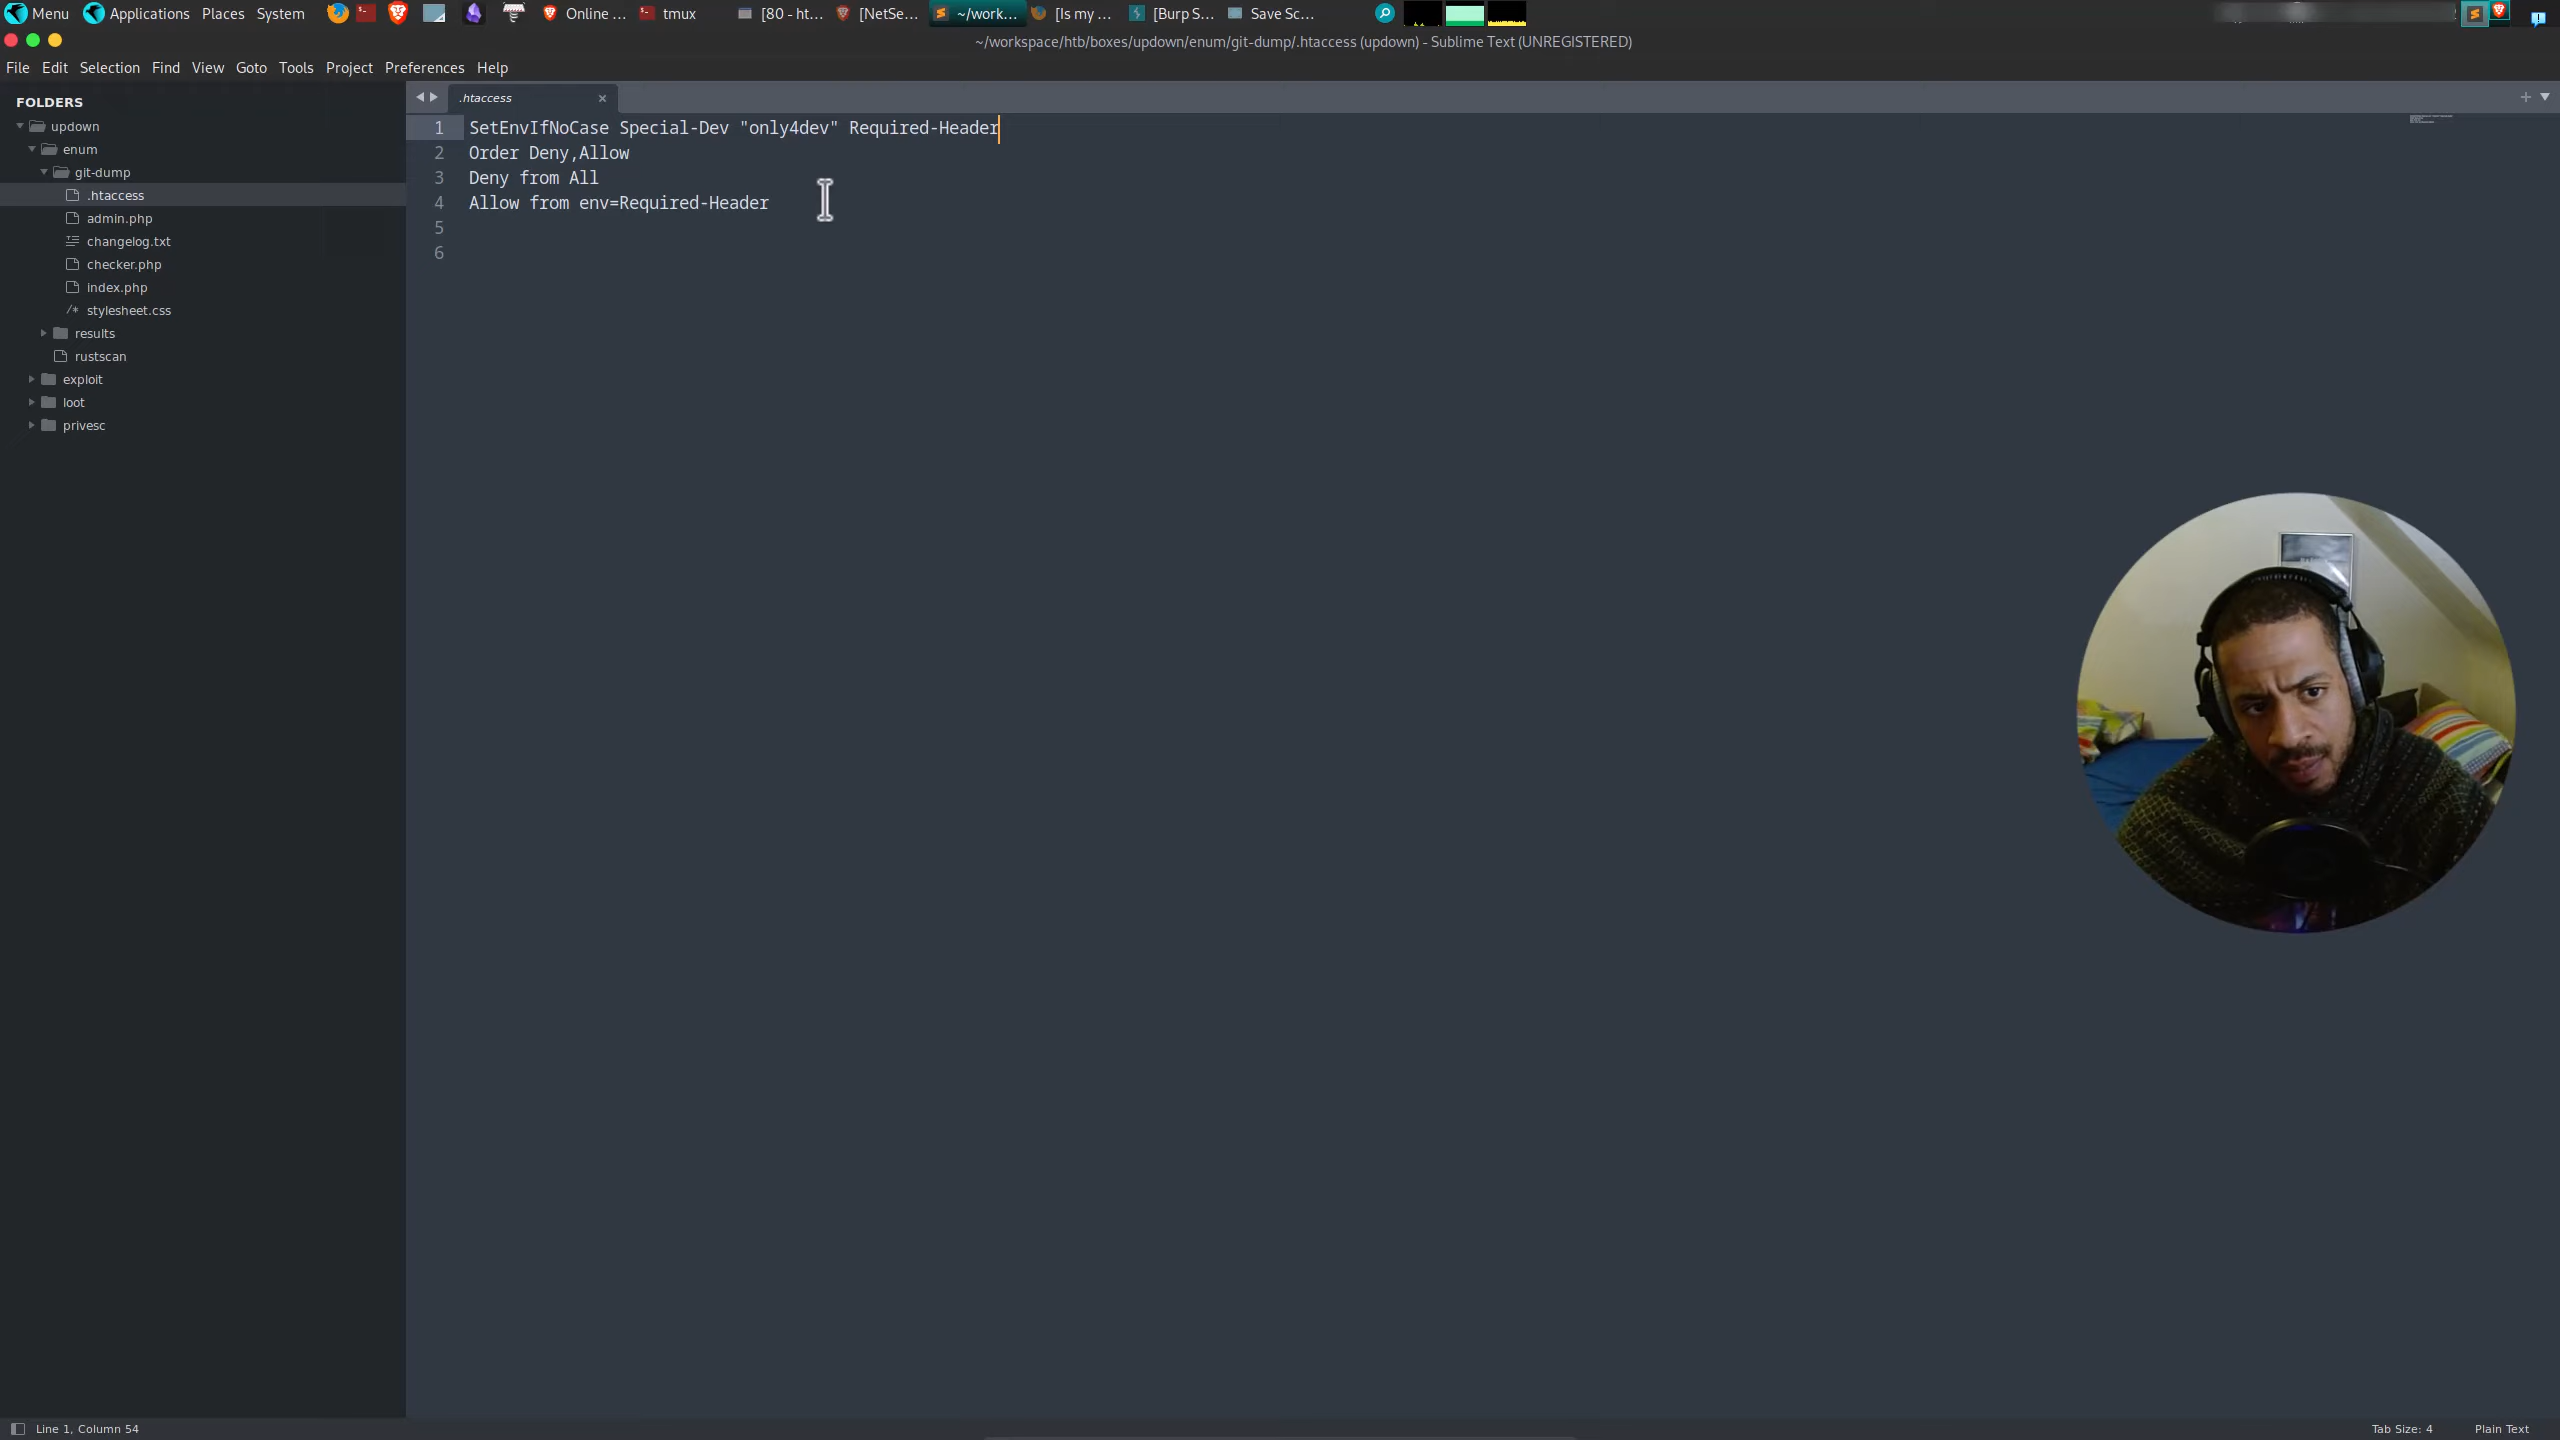 Menu Applications Places System Online ... tmux [80 - ht... [NetSe... ~/work... [Is my ... [Burp S... Save Sc...
~/workspace/htb/boxes/updown/enum/git-dump/.htaccess (updown) - Sublime Text (UNREGISTERED)
File Edit Selection Find View Goto Tools Project Preferences Help
FOLDERS
updown
enum
git-dump
.htaccess
admin.php
changelog.txt
checker.php
index.php
stylesheet.css
results
rustscan
exploit
loot
privesc
.htaccess
1 SetEnvIfNoCase Special-Dev "only4dev" Required-Header
2 Order Deny,Allow
3 Deny from All
4 Allow from env=Required-Header
5
6
Line 1, Column 54
Tab Size: 4 Plain Text